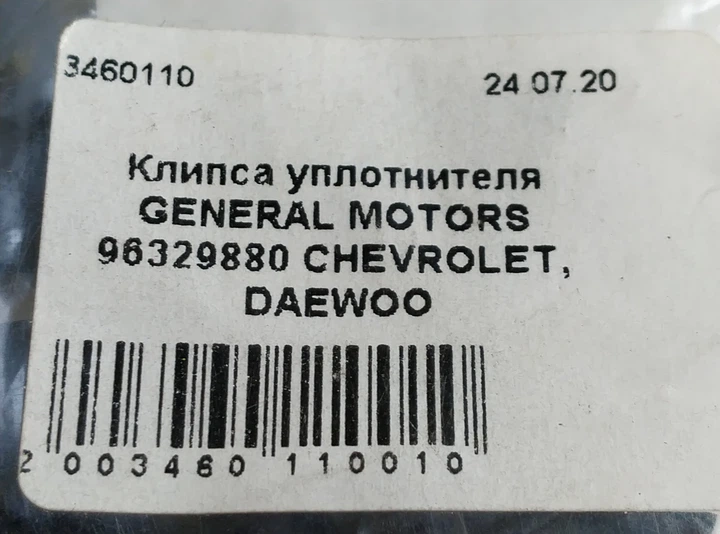 3460110 24 07.20
Клипса уплотнителя
GENERAL MOTORS
96329880 CHEVROLET,
DAEWOO
2 003460 110010